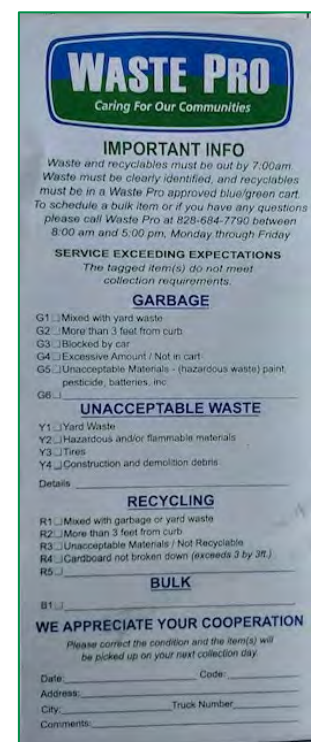 WASTE PRO
Caring For Our Communities
IMPORTANT INFO
Waste and recyclables must be out by 7:00am
Waste must be clearly identified, and recyclables
must be in a Waste Pro approved blue/green cart.
To schedule a bulk item or if you have any questions
please call Waste Pro at 828-684-7790 between
8:00 am and 5:00 pm, Monday through Friday
SERVICE EXCEEDING EXPECTATIONS
The tagged item(s) do not meet
collection requirements.
GARBAGE
G1 Mixed with yard waste
G2 More than 3 feet from curb
G3 Blocked by car
G4 Excessive Amount / Not in cart
G5 Unacceptable Materials - (hazardous waste) paint,
pesticide, batteries, inc
G6
UNACCEPTABLE WASTE
Y1 Yard Waste
Y2 Hazardous and/or flammable materials
Y3 Tires
Y4 Construction and demolition debris
Details
RECYCLING
R1 Mixed with garbage or yard waste
R2 More than 3 feet from curb
R3 Unacceptable Materials / Not Recyclable
R4 Cardboard not broken down (exceeds 3 by 3ft.)
R5
BULK
B1
WE APPRECIATE YOUR COOPERATION
Please correct the condition and the item(s) will
be picked up on your next collection day.
Date: Code:
Address:
City: Truck Number
Comments: